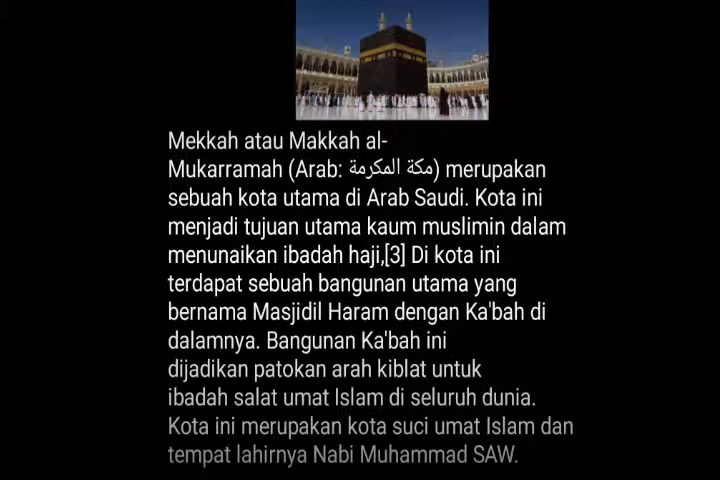 Mekkah atau Makkah al-
Mukarramah (Arab: مكة المكرمة) merupakan
sebuah kota utama di Arab Saudi. Kota ini
menjadi tujuan utama kaum muslimin dalam
menunaikan ibadah haji,[3] Di kota ini
terdapat sebuah bangunan utama yang
bernama Masjidil Haram dengan Ka'bah di
dalamnya. Bangunan Ka'bah ini
dijadikan patokan arah kiblat untuk
ibadah salat umat Islam di seluruh dunia.
Kota ini merupakan kota suci umat Islam dan
tempat lahirnya Nabi Muhammad SAW.